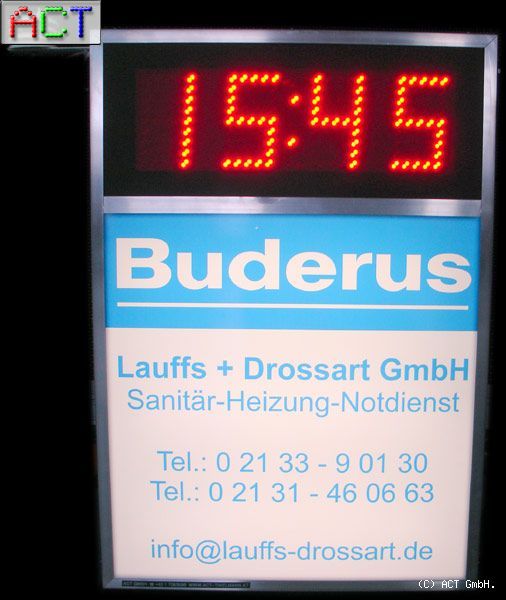 ACT
15:45
Buderus
Lauffs + Drossart GmbH
Sanitär-Heizung-Notdienst
Tel.: 0 21 33 - 9 01 30
Tel.: 0 21 31 - 46 06 63
info@lauffs-drossart.de
(C) ACT GmbH.